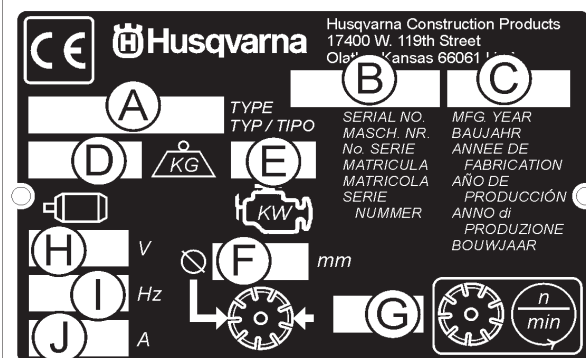 CE
Husqvarna
Husqvarna Construction Products
17400 W. 119th Street
Kansas 66061
A
TYPE
TYP / TIPO
B
SERIAL NO.
MASCH. NR.
No. SERIE
MATRICULA
MATRICOLA
SERIE
NUMMER
C
MFG. YEAR
BAUJAHR
ANNEE DE
FABRICATION
AÑO DE
PRODUCCIÓN
ANNO di
PRODUZIONE
BOUWJAAR
D
KG
E
KW
H
V
F
mm
I
Hz
G
n
min
J
A